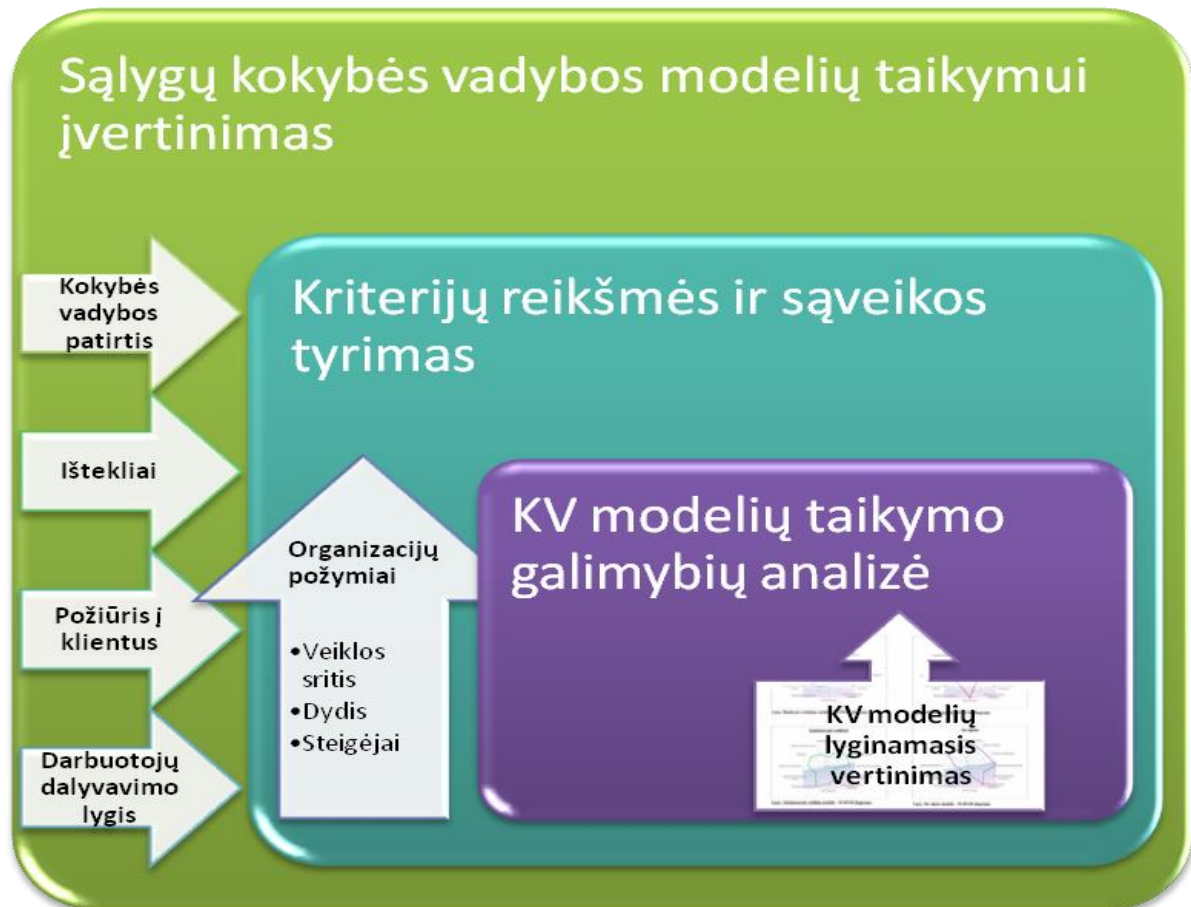 Sąlygų kokybės vadybos modelių taikymui
įvertinimas
Kokybės
vadybos
patirtis
Ištekliai
Požiūris į
klientus
Darbuotojų
dalyvavimo
lygis
Kriterijų reikšmės ir sąveikos
tyrimas
Organizacijų
požymiai
•Veiklos
sritis
•Dydis
•Steigėjai
KV modelių taikymo
galimybių analizė
KV modelių
lyginamasis
vertinimas